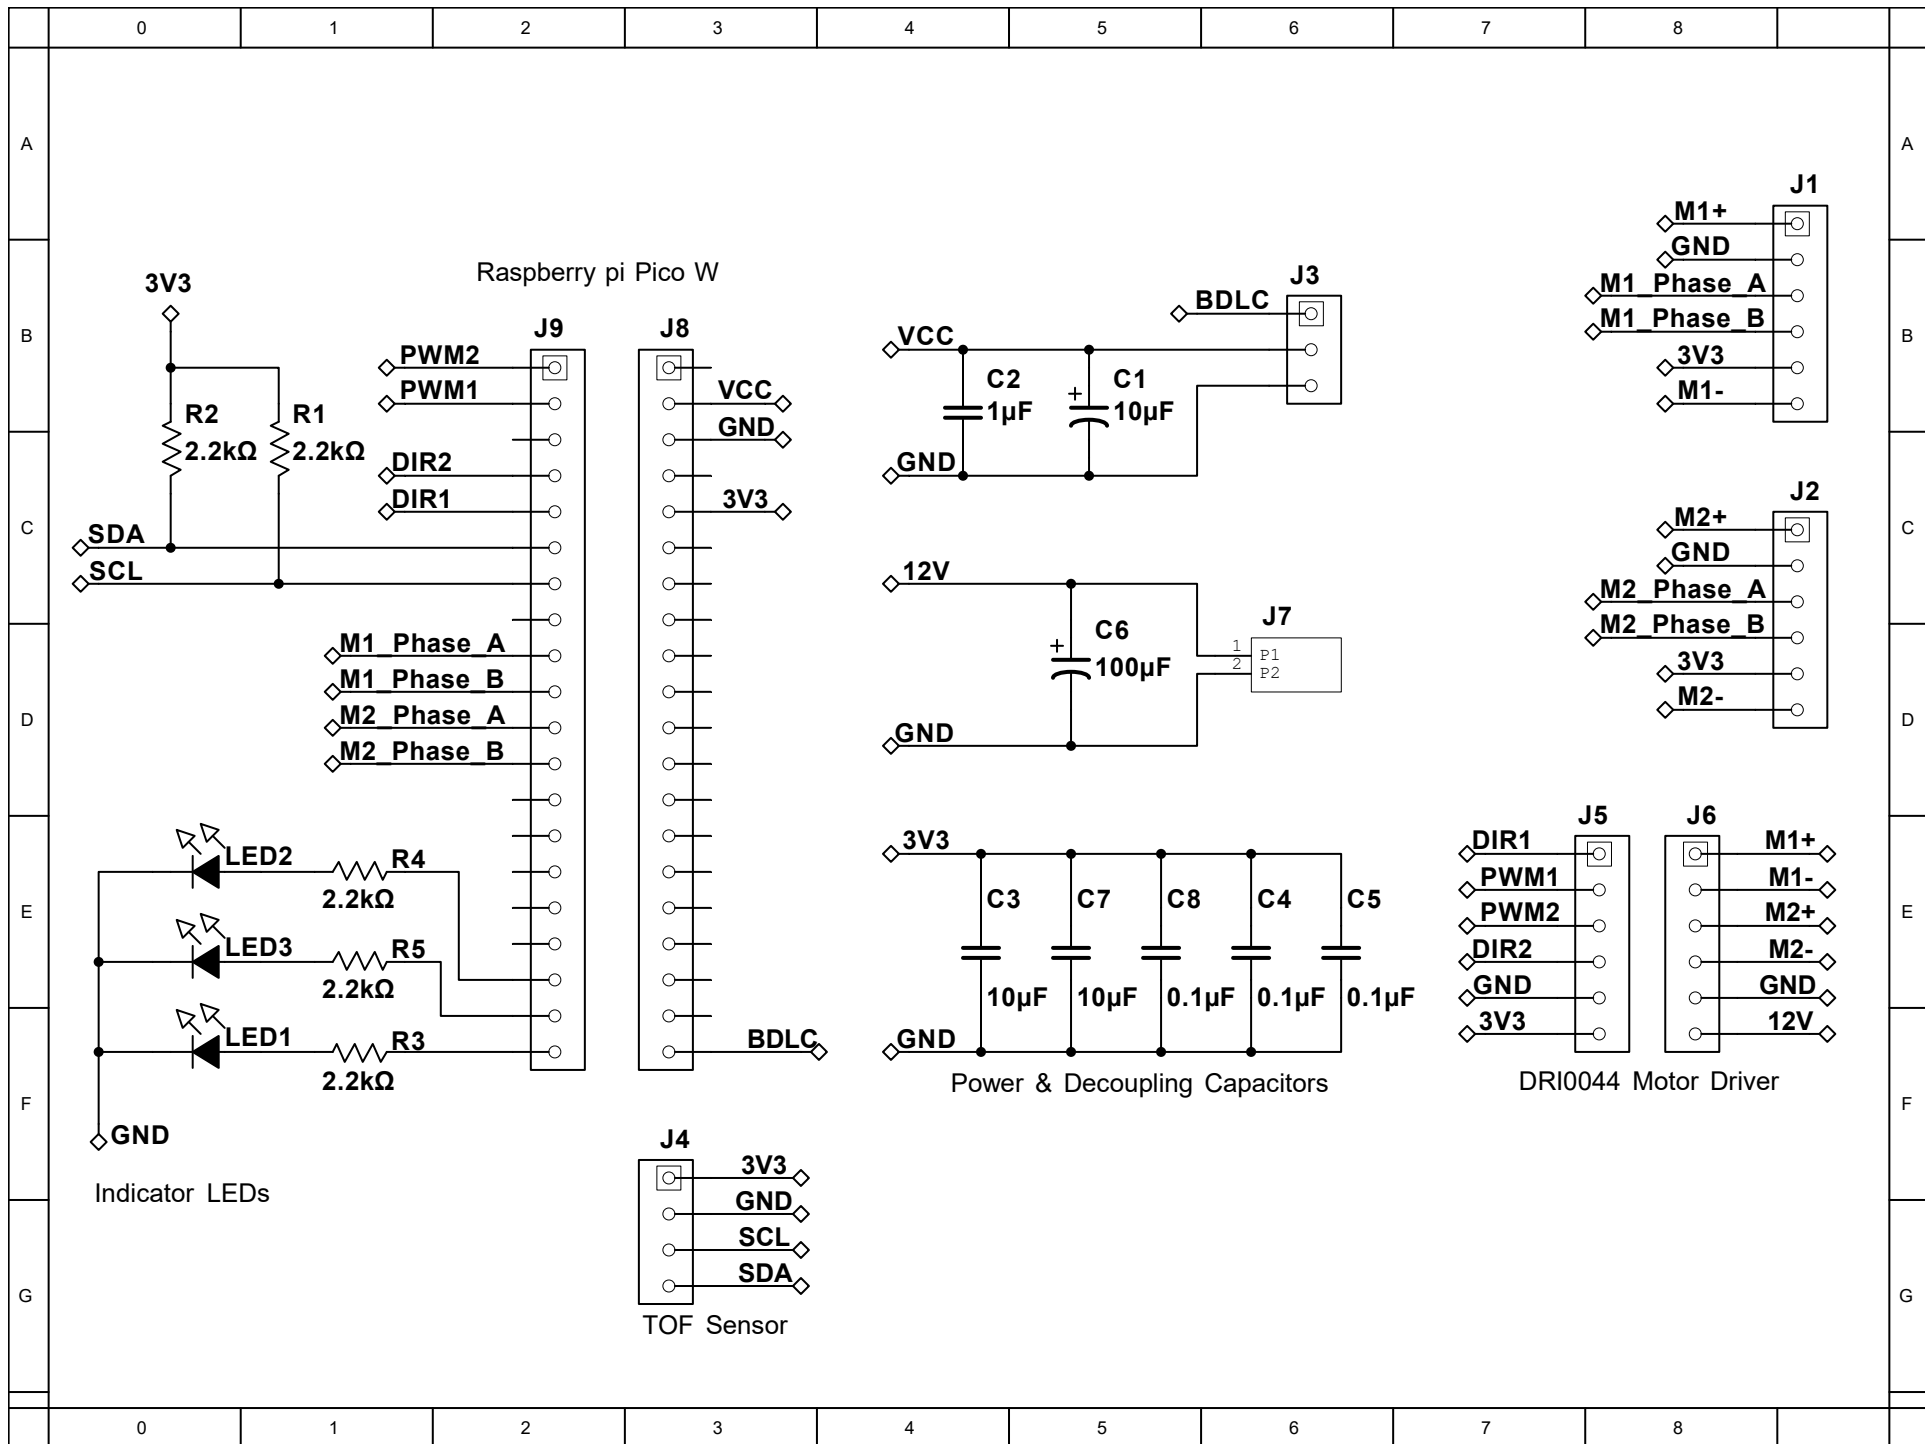 0 1 2 3 4 5 6 7 8
A A
B B
C C
D D
E E
F F
G G
3V3
R2
2.2kΩ
R1
2.2kΩ
SDA
SCL
Raspberry pi Pico W
J9
PWM2
PWM1
DIR2
DIR1
M1_Phase_A
M1_Phase_B
M2_Phase_A
M2_Phase_B
J8
VCC
GND
3V3
BDLC
LED2
R4
2.2kΩ
LED3
R5
2.2kΩ
LED1
R3
2.2kΩ
GND
Indicator LEDs
J4
3V3
GND
SCL
SDA
TOF Sensor
J3
BDLC
VCC
C2
1µF
+
C1
10µF
GND
12V
+
C6
100µF
J7
1 P1
2 P2
GND
3V3
C3 C7 C8 C4 C5
10µF 10µF 0.1µF 0.1µF 0.1µF
GND
Power & Decoupling Capacitors
J1
M1+
GND
M1_Phase_A
M1_Phase_B
3V3
M1-
J2
M2+
GND
M2_Phase_A
M2_Phase_B
3V3
M2-
J5
DIR1
PWM1
PWM2
DIR2
GND
3V3
J6
M1+
M1-
M2+
M2-
GND
12V
DRI0044 Motor Driver
0 1 2 3 4 5 6 7 8